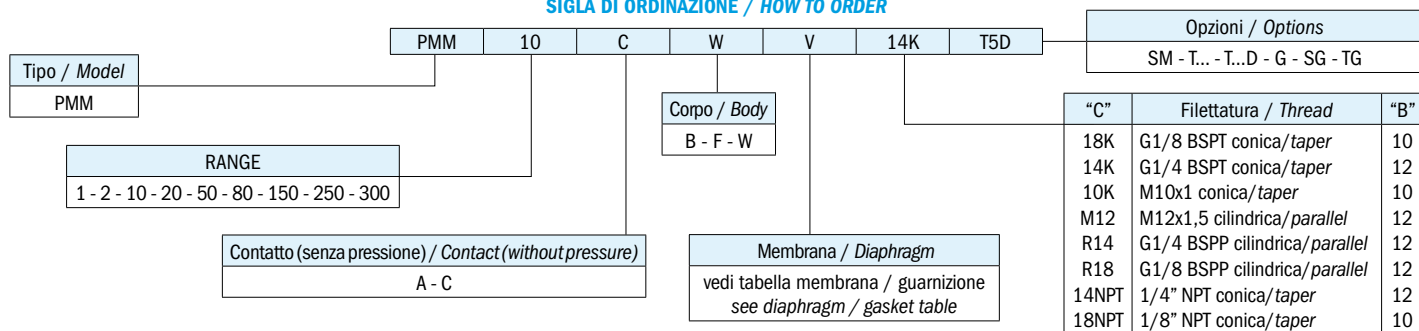 SIGLA DI ORDINAZIONE / HOW TO ORDER
PMM 10 C W V 14K T5D
Opzioni / Options
SM - T... - T...D - G - SG - TG
Tipo / Model
PMM
Corpo / Body
B - F - W
RANGE
1 - 2 - 10 - 20 - 50 - 80 - 150 - 250 - 300
Contatto (senza pressione) / Contact (without pressure)
A - C
Membrana / Diaphragm
vedi tabella membrana / guarnizione
see diaphragm / gasket table
“C” Filettatura / Thread “B”
18K G1/8 BSPT conica/taper 10
14K G1/4 BSPT conica/taper 12
10K M10x1 conica/taper 10
M12 M12x1,5 cilindrica/parallel 12
R14 G1/4 BSPP cilindrica/parallel 12
R18 G1/8 BSPP cilindrica/parallel 12
14NPT 1/4” NPT conica/taper 12
18NPT 1/8” NPT conica/taper 10